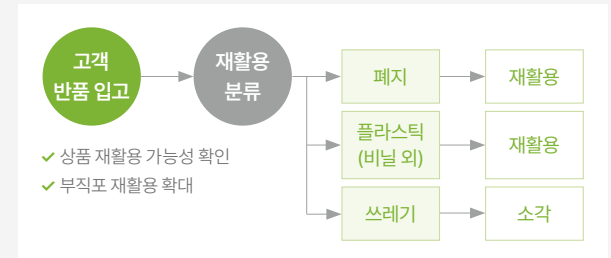 고객
반품 입고
재활용
분류
폐지
재활용
플라스틱
(비닐 외)
재활용
쓰레기
소각
상품 재활용 가능성 확인
부직포 재활용 확대